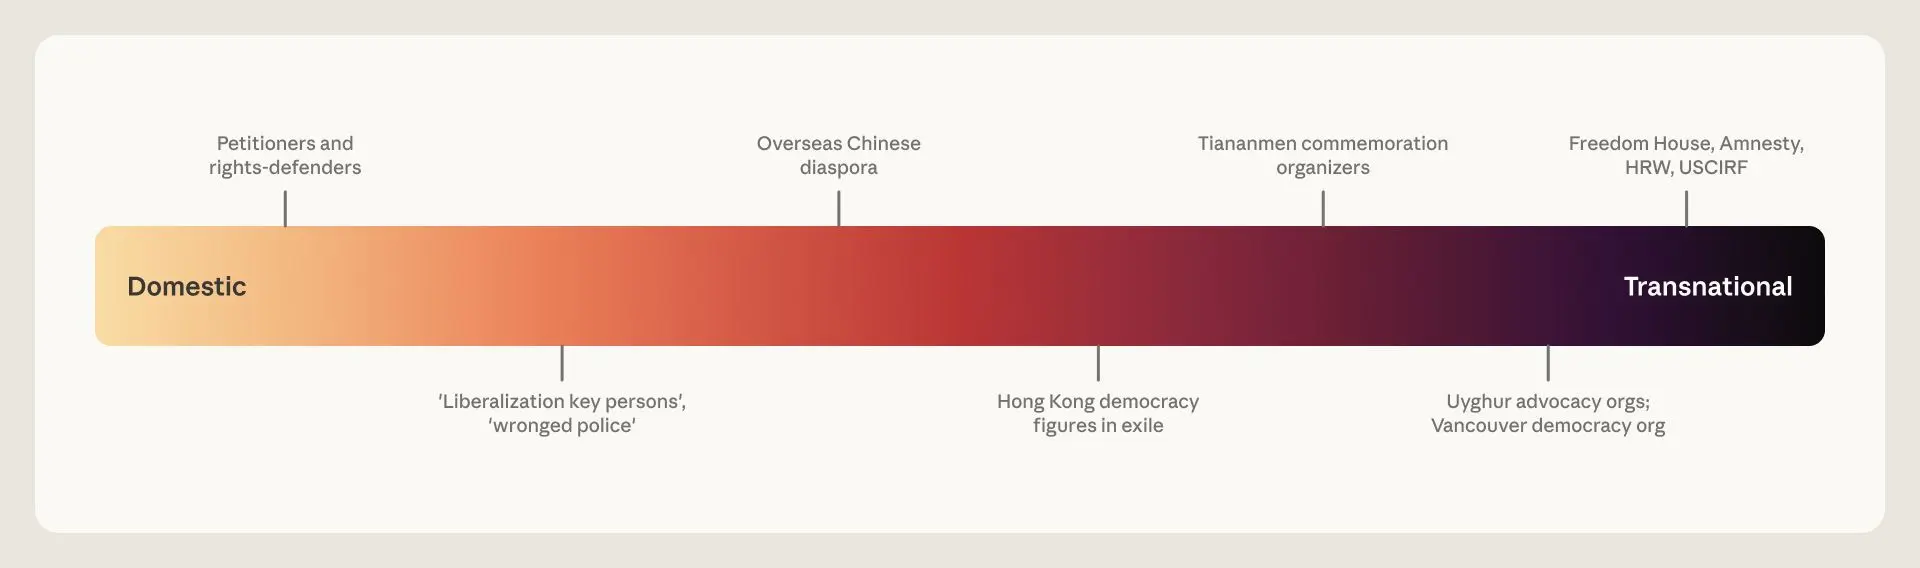 Petitioners and
rights-defenders
Overseas Chinese
diaspora
Tiananmen commemoration
organizers
Freedom House, Amnesty,
HRW, USCIRF
Domestic
Transnational
'Liberalization key persons',
'wronged police'
Hong Kong democracy
figures in exile
Uyghur advocacy orgs;
Vancouver democracy org